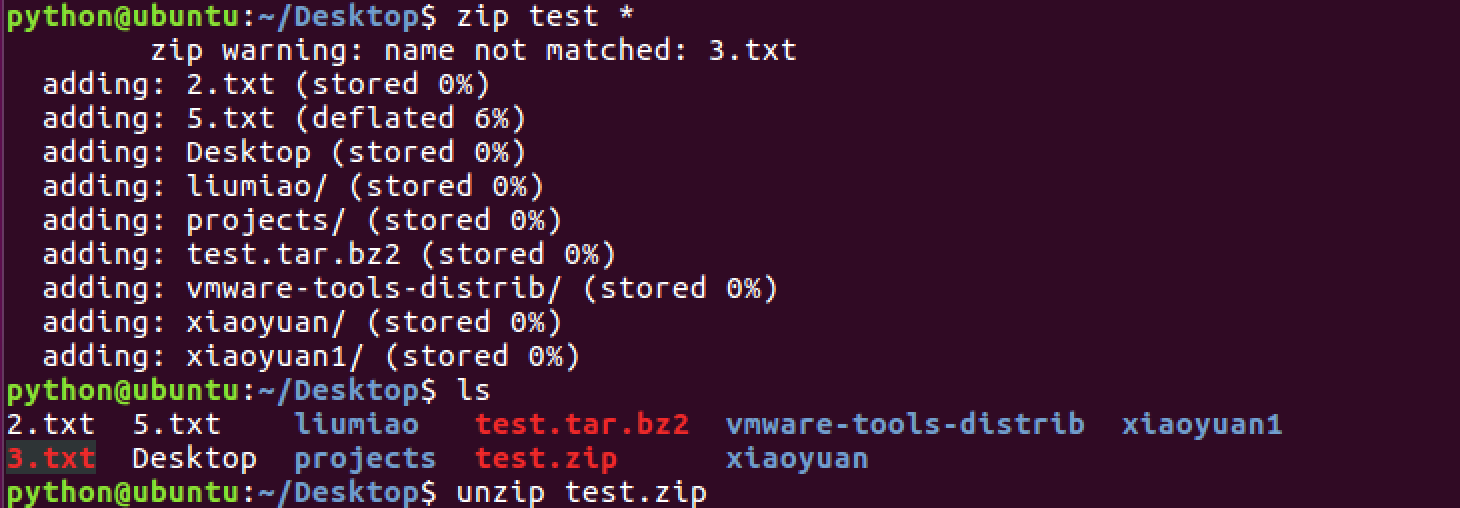 python@ubuntu:~/Desktop$ zip test *
        zip warning: name not matched: 3.txt
  adding: 2.txt (stored 0%)
  adding: 5.txt (deflated 6%)
  adding: Desktop (stored 0%)
  adding: liumiao/ (stored 0%)
  adding: projects/ (stored 0%)
  adding: test.tar.bz2 (stored 0%)
  adding: vmware-tools-distrib/ (stored 0%)
  adding: xiaoyuan/ (stored 0%)
  adding: xiaoyuan1/ (stored 0%)
python@ubuntu:~/Desktop$ ls
2.txt  5.txt    liumiao   test.tar.bz2  vmware-tools-distrib  xiaoyuan1
3.txt  Desktop  projects  test.zip      xiaoyuan
python@ubuntu:~/Desktop$ unzip test.zip